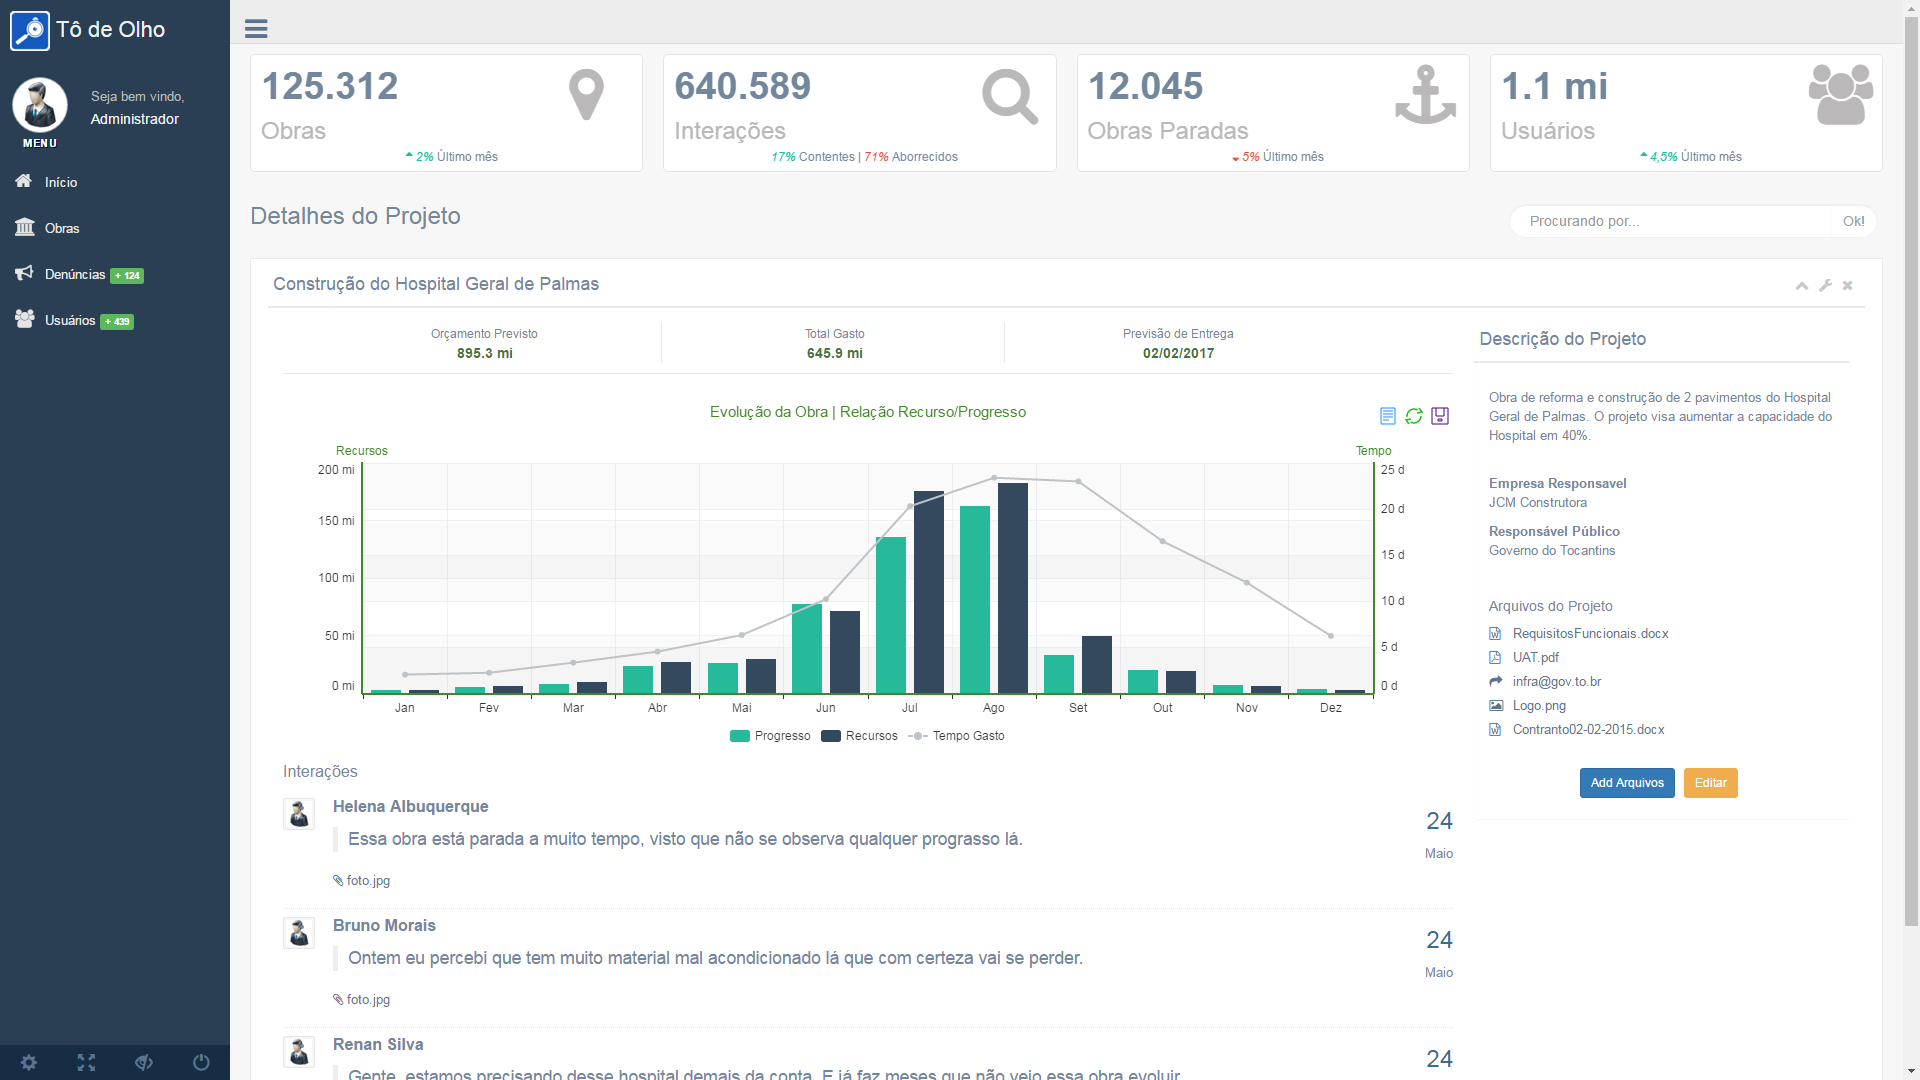 Tô de Olho
Seja bem vindo,
Administrador
MENU
Início
Obras
Denúncias + 124
Usuários + 439
125.312
Obras
2% Último mês
640.589
Interações
17% Contentes | 71% Aborrecidos
12.045
Obras Paradas
5% Último mês
1.1 mi
Usuários
4,5% Último mês
Detalhes do Projeto
Procurando por... Ok!
Construção do Hospital Geral de Palmas
Orçamento Previsto
895.3 mi
Total Gasto
645.9 mi
Previsão de Entrega
02/02/2017
Evolução da Obra | Relação Recurso/Progresso
Recursos
Tempo
200 mi
150 mi
100 mi
50 mi
0 mi
25 d
20 d
15 d
10 d
5 d
0 d
Jan Fev Mar Abr Mai Jun Jul Ago Set Out Nov Dez
Progresso Recursos Tempo Gasto
Descrição do Projeto
Obra de reforma e construção de 2 pavimentos do Hospital
Geral de Palmas. O projeto visa aumentar a capacidade do
Hospital em 40%.
Empresa Responsavel
JCM Construtora
Responsável Público
Governo do Tocantins
Arquivos do Projeto
RequisitosFuncionais.docx
UAT.pdf
infra@gov.to.br
Logo.png
Contranto02-02-2015.docx
Add Arquivos Editar
Interações
Helena Albuquerque
Essa obra está parada a muito tempo, visto que não se observa qualquer prograsso lá.
foto.jpg
24
Maio
Bruno Morais
Ontem eu percebi que tem muito material mal acondicionado lá que com certeza vai se perder.
foto.jpg
24
Maio
Renan Silva
Gente, estamos precisando desse hospital demais da conta. E já faz meses que não vejo essa obra evoluir.
24